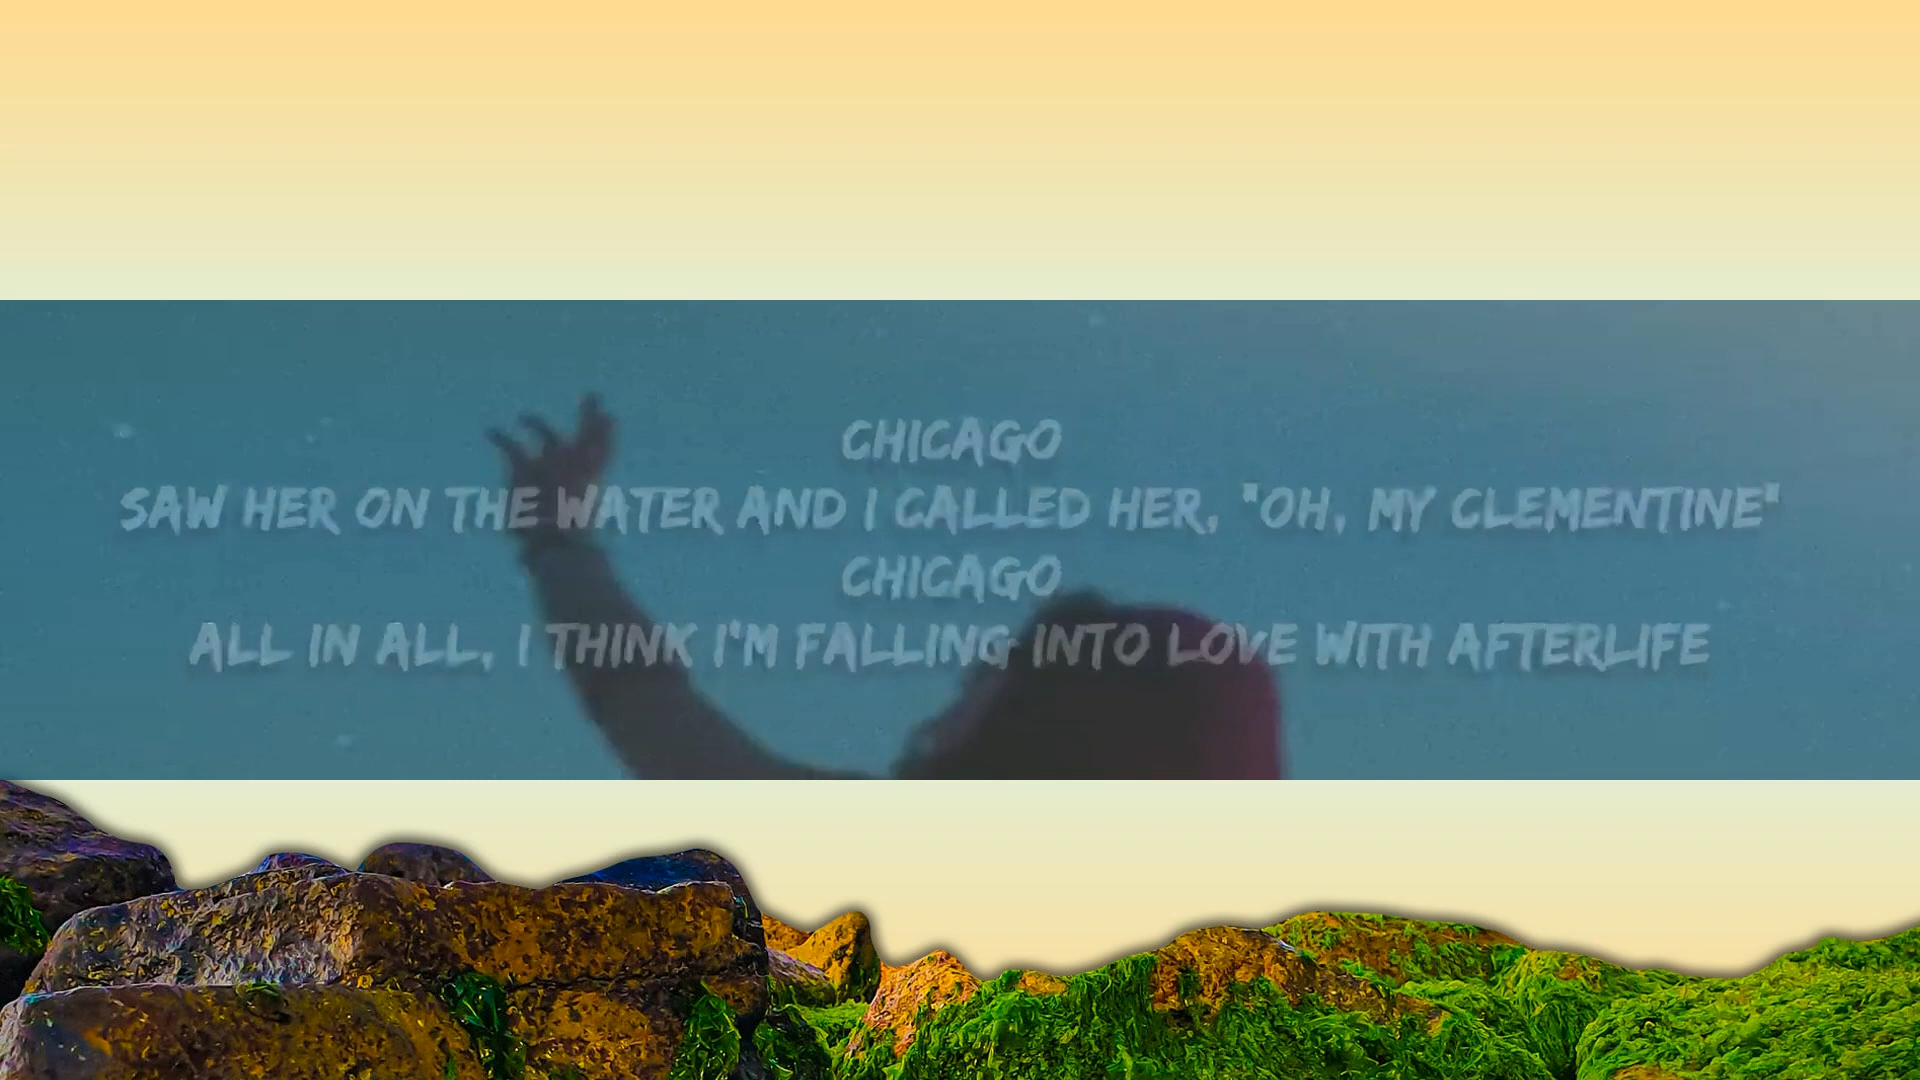 CHICAGO
SAW HER ON THE WATER AND I CALLED HER, "OH, MY CLEMENTINE"
CHICAGO
ALL IN ALL, I THINK I'M FALLING INTO LOVE WITH AFTERLIFE